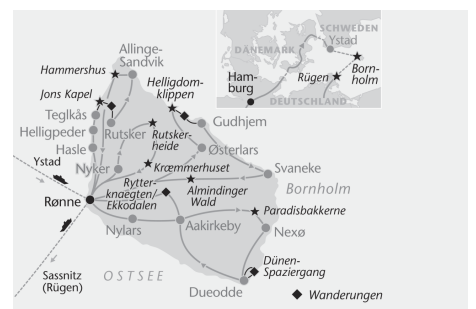 SCHWEDEN
Ystad
DÄNEMARK
Born-
holm
Rügen
Ham-
burg
DEUTSCHLAND
Allinge-
Sandvik
Hammershus
Helligdom-
klippen
Jons Kapel
Teglkås
Gudhjem
Helligpeder
Rutsker
Rutsker-
heide
Hasle
Østerlars
Nyker
Kræmmerhuset
Svaneke
Ystad
Rytter-
knaegten/
Ekkodalen
Almindinger
Wald
Bornholm
Rønne
Paradisbakkerne
Nylars
Aakirkeby
Nexø
Sassnitz
(Rügen)
OSTSEE
Dünen-
Spaziergang
Dueodde
Wanderungen